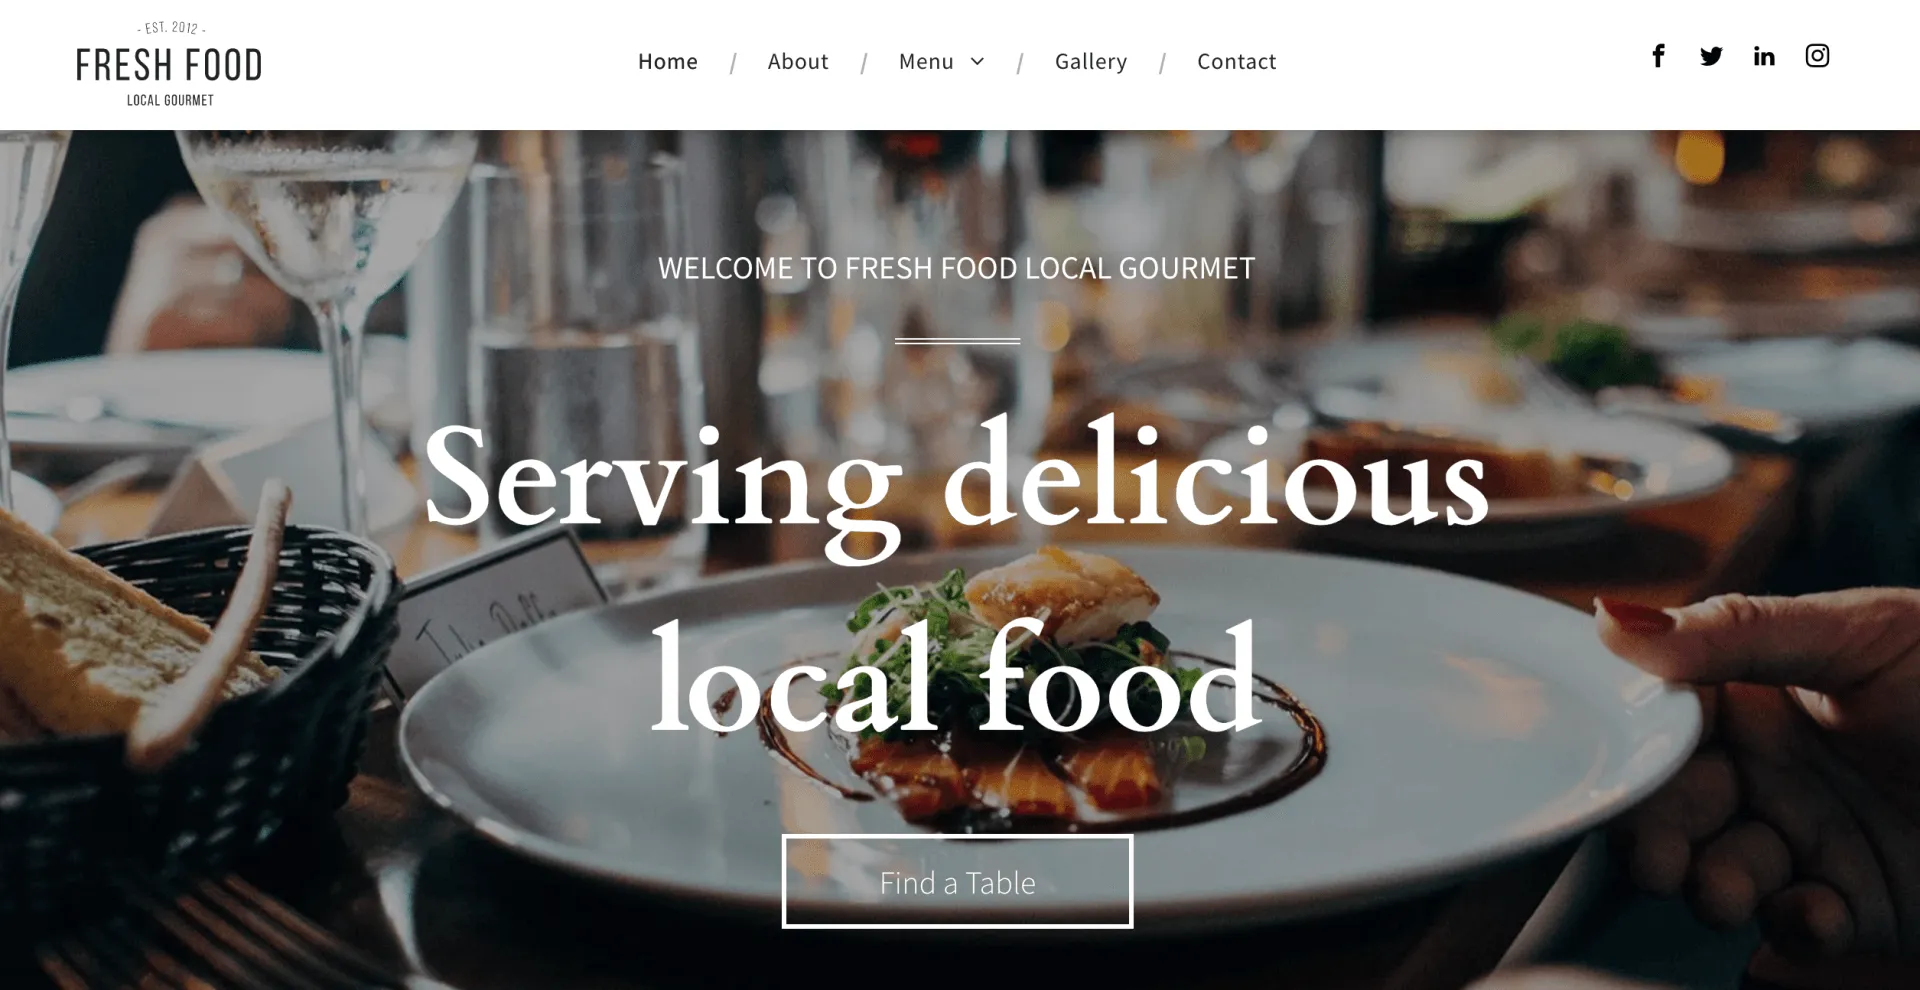 - EST. 2012 -
FRESH FOOD
LOCAL GOURMET
Home / About / Menu / Gallery / Contact
WELCOME TO FRESH FOOD LOCAL GOURMET
Serving delicious
local food
Find a Table